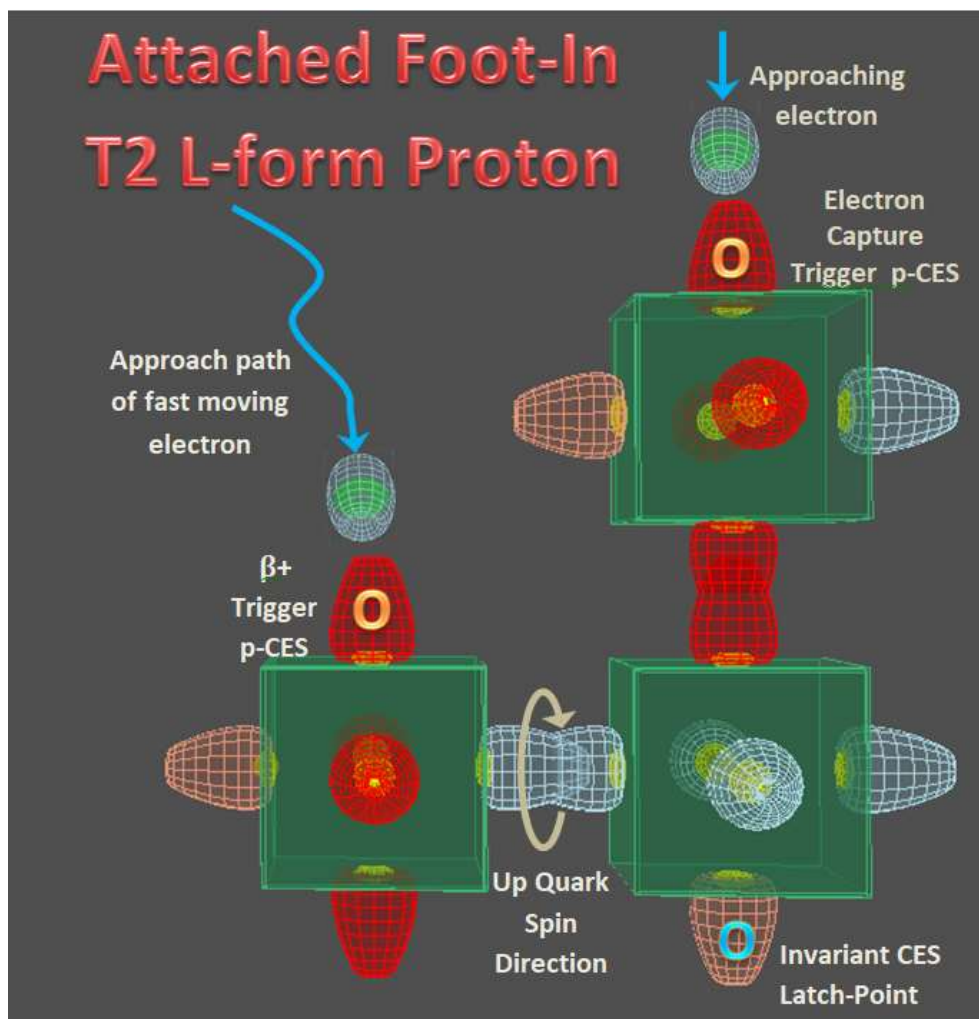 Attached Foot-In
T2 L-form Proton
Approaching
electron
Electron
Capture
Trigger p-CES
O
Approach path
of fast moving
electron
β+
Trigger
p-CES
O
Up Quark
Spin
Direction
O
Invariant CES
Latch-Point